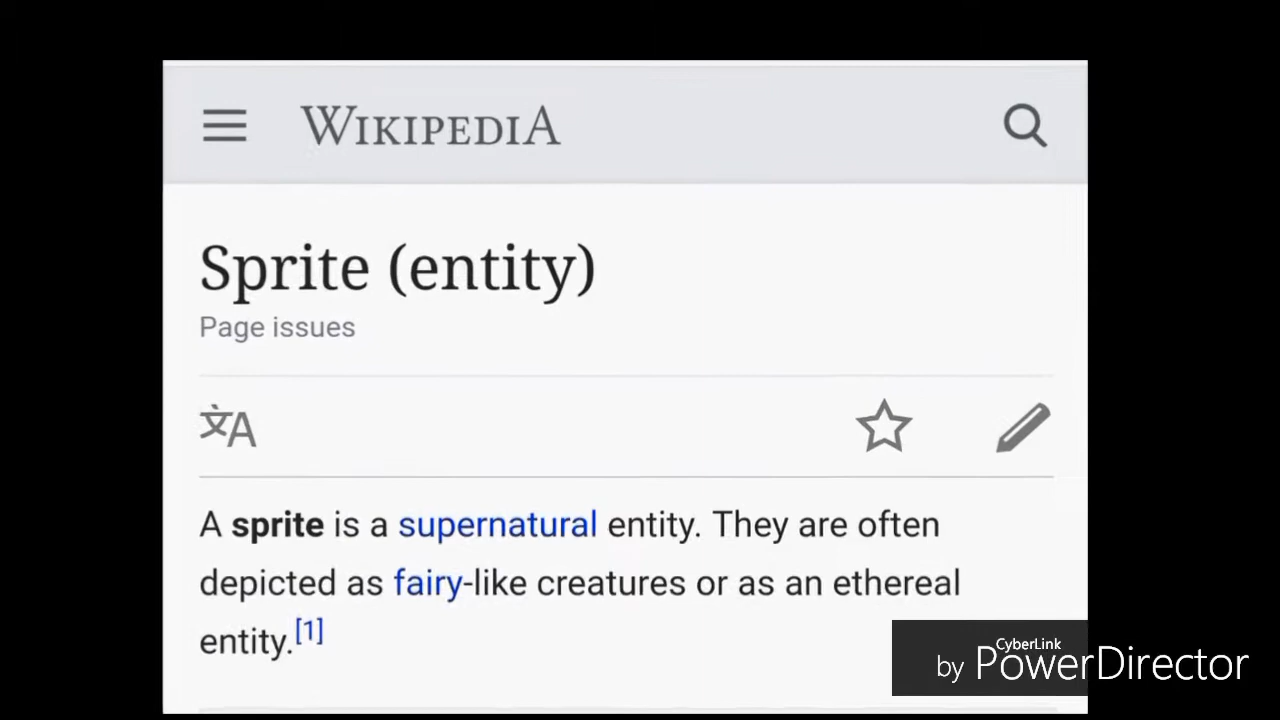 WIKIPEDIA
Sprite (entity)
Page issues
文A
A sprite is a supernatural entity. They are often
depicted as fairy-like creatures or as an ethereal
entity.[1]
CyberLink
by PowerDirector